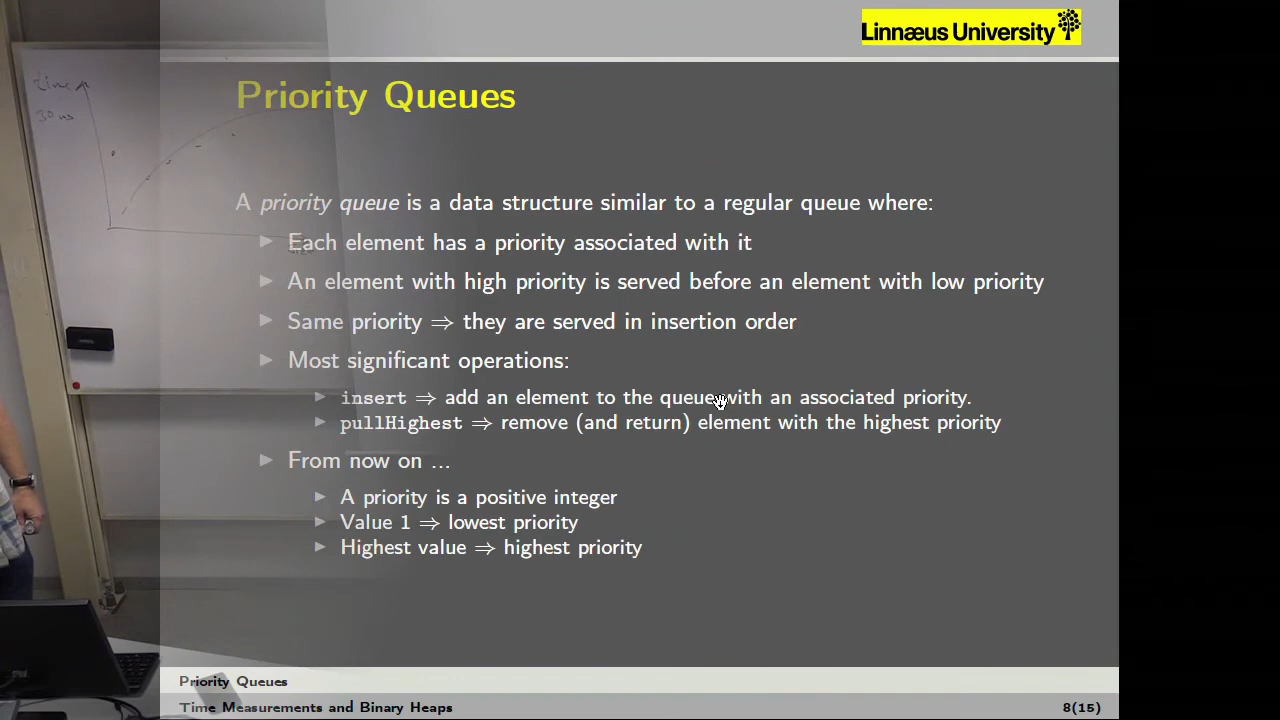 Linnæus University
Priority Queues
time
30 ns
A priority queue is a data structure similar to a regular queue where:
Each element has a priority associated with it
An element with high priority is served before an element with low priority
Same priority ⇒ they are served in insertion order
Most significant operations:
insert ⇒ add an element to the queue with an associated priority.
pullHighest ⇒ remove (and return) element with the highest priority
From now on ...
A priority is a positive integer
Value 1 ⇒ lowest priority
Highest value ⇒ highest priority
Priority Queues
Time Measurements and Binary Heaps
8(15)